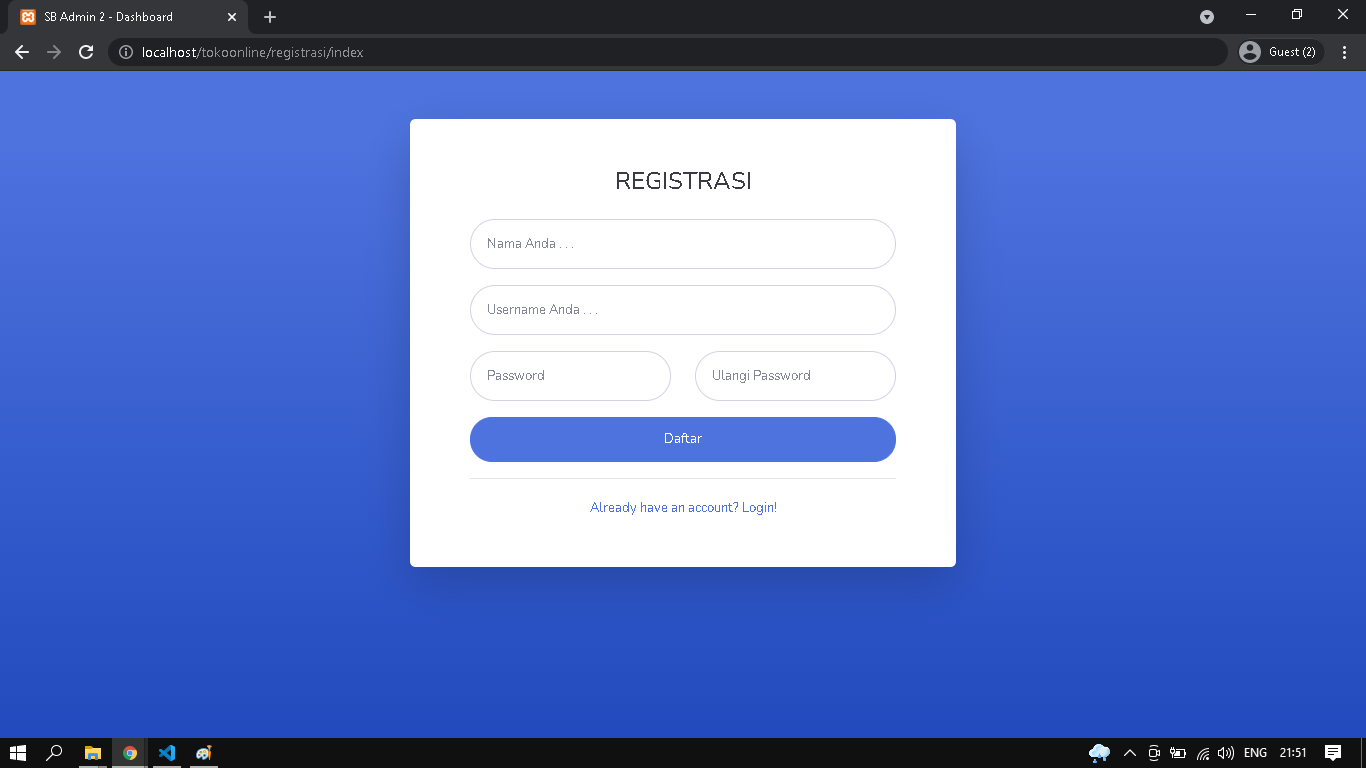 SB Admin 2 - Dashboard
localhost/tokoonline/registrasi/index
Guest (2)
REGISTRASI
Nama Anda . . .
Username Anda . . .
Password
Ulangi Password
Daftar
Already have an account? Login!
ENG
21:51